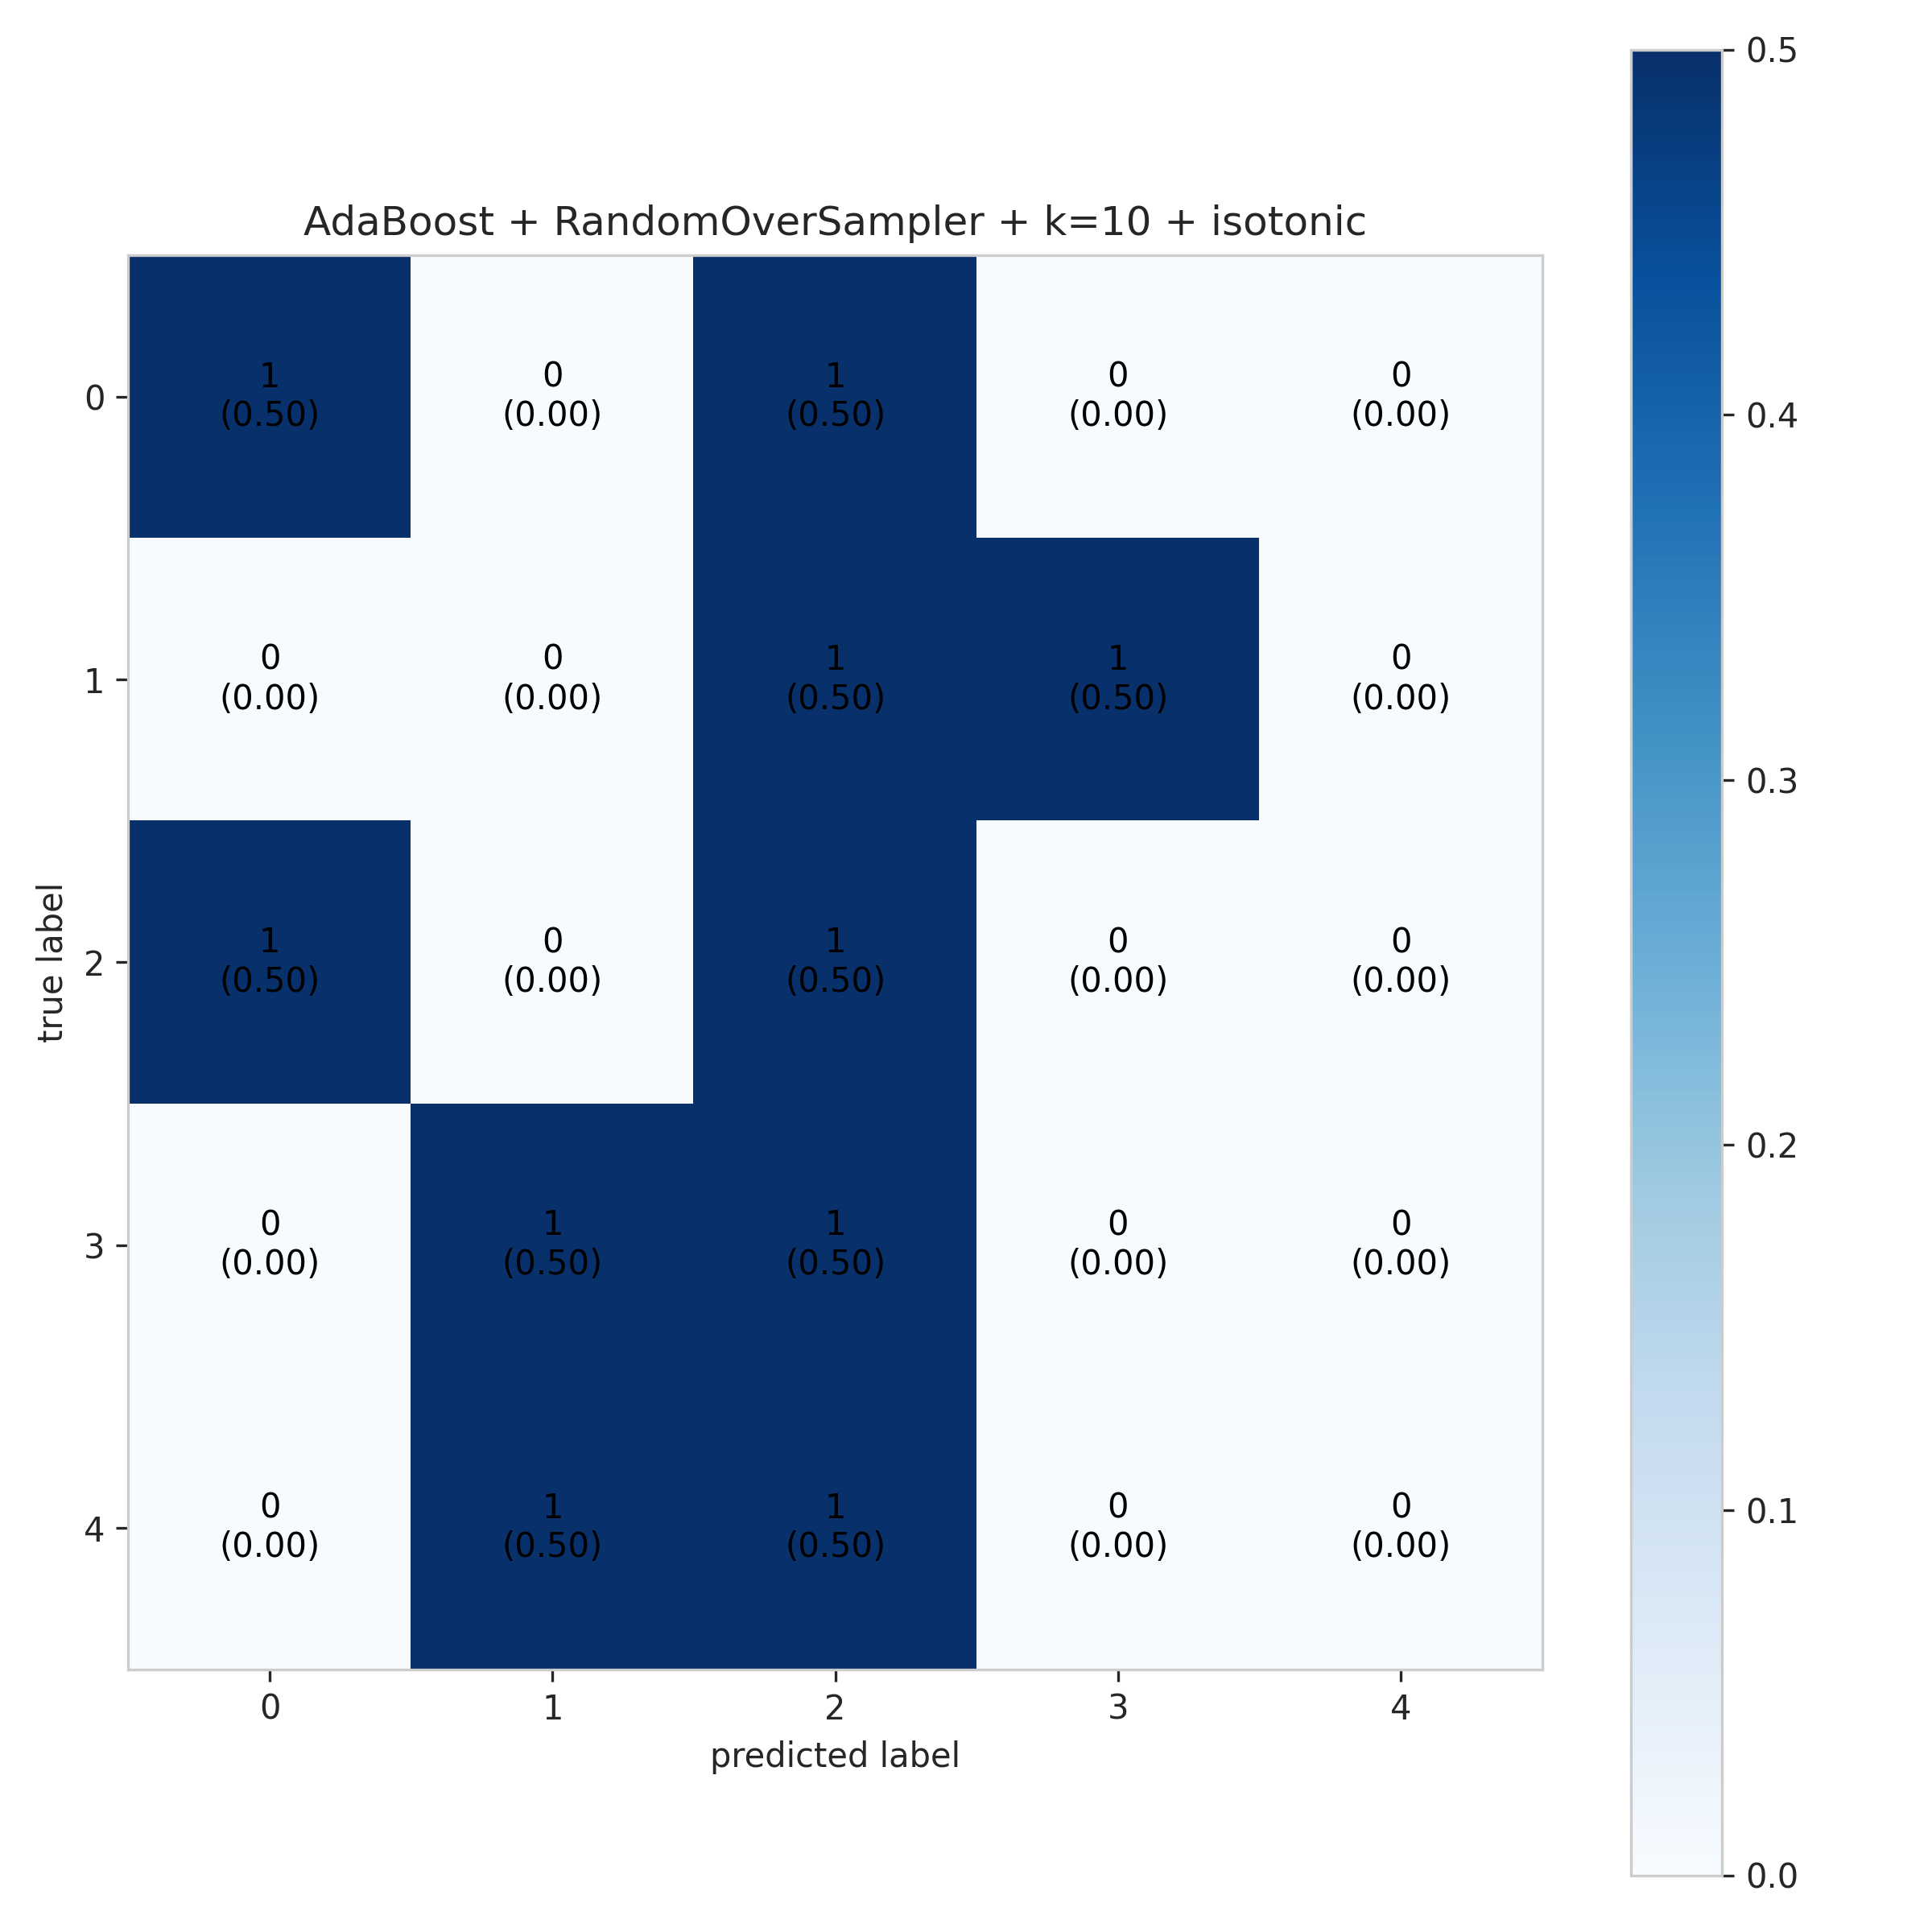 AdaBoost + RandomOverSampler + k=10 + isotonic
0.5
0.4
0.3
0.2
0.1
0.0
true label
0
1
2
3
4
1 0 1 0 0
(0.50) (0.00) (0.50) (0.00) (0.00)
0 0 1 1 0
(0.00) (0.00) (0.50) (0.50) (0.00)
1 0 1 0 0
(0.50) (0.00) (0.50) (0.00) (0.00)
0 1 1 0 0
(0.00) (0.50) (0.50) (0.00) (0.00)
0 1 1 0 0
(0.00) (0.50) (0.50) (0.00) (0.00)
0 1 2 3 4
predicted label